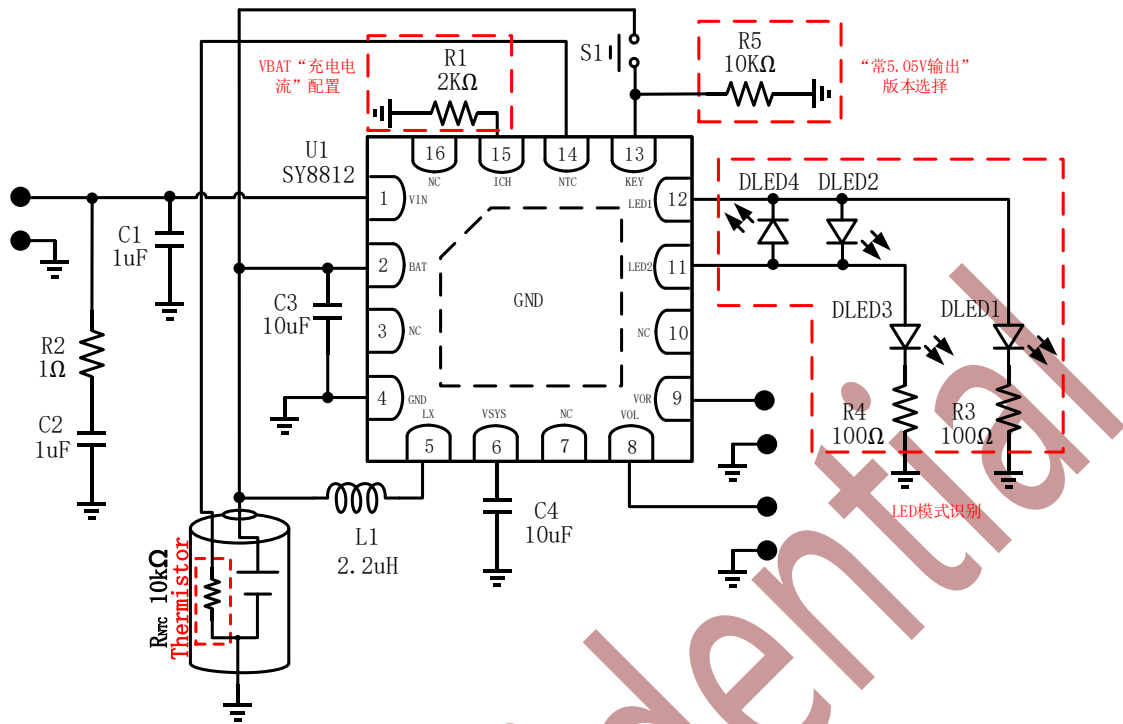 VBAT“充电电
流”配置
R1
2KΩ
S1
R5
10KΩ
“常5.05V输出”
版本选择
U1
SY8812
16
NC
15
ICH
14
NTC
13
KEY
1
VIN
2
BAT
3
NC
4
GND
12
LED1
11
LED2
10
NC
9
VOR
LX
5
VSYS
6
NC
7
VOL
8
GND
C1
1uF
R2
1Ω
C2
1uF
C3
10uF
L1
2.2uH
C4
10uF
DLED4
DLED2
DLED3
DLED1
R4
100Ω
R3
100Ω
LED模式识别
RNTC 10kΩ
Thermistor
dential